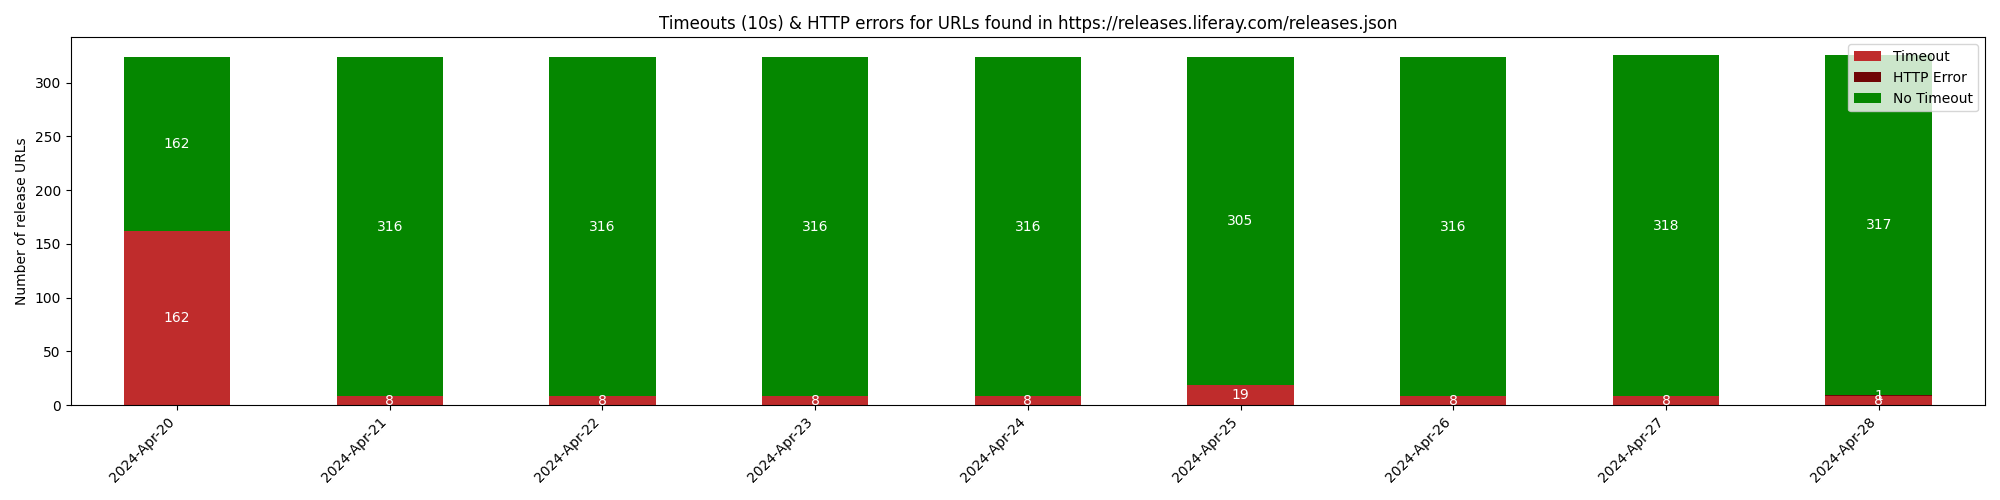 Timeouts (10s) & HTTP errors for URLs found in https://releases.liferay.com/releases.json
Timeout
HTTP Error
No Timeout
Number of release URLs
300
250
200
150
100
50
0
162
316
316
316
316
305
316
318
317
162
8
8
8
8
19
8
8
1
8
2024-Apr-20
2024-Apr-21
2024-Apr-22
2024-Apr-23
2024-Apr-24
2024-Apr-25
2024-Apr-26
2024-Apr-27
2024-Apr-28